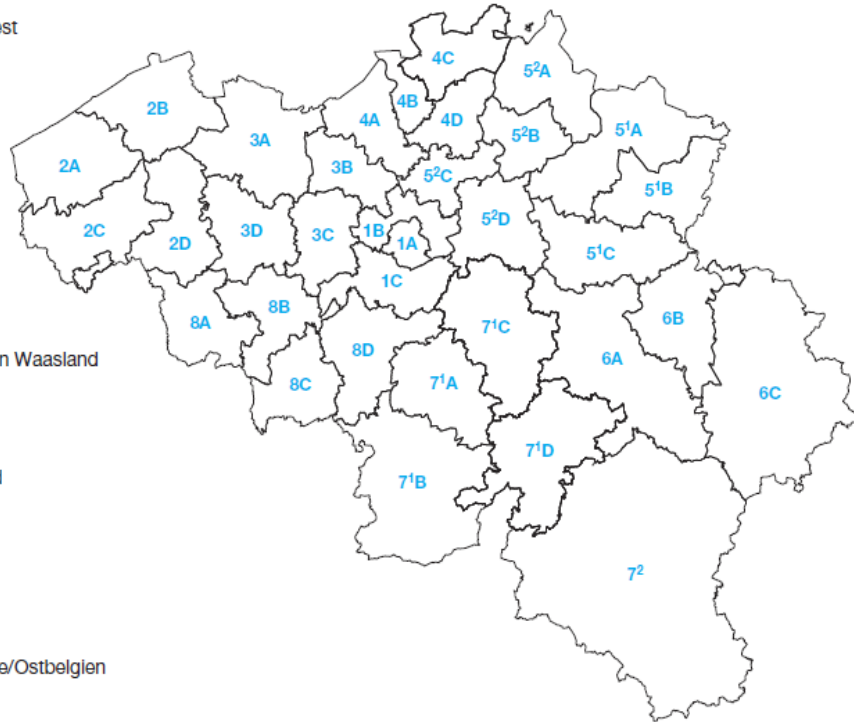 est
n Waasland
e/Ostbelgien
4C
5²A
2B
4B
4A
4D
5¹A
3A
5²B
2A
3B
5²C
5¹B
2C
3D
3C
1B
5²D
2D
1A
5¹C
1C
8B
8A
7¹C
6B
8D
6A
8C
7¹A
6C
7¹D
7¹B
7²